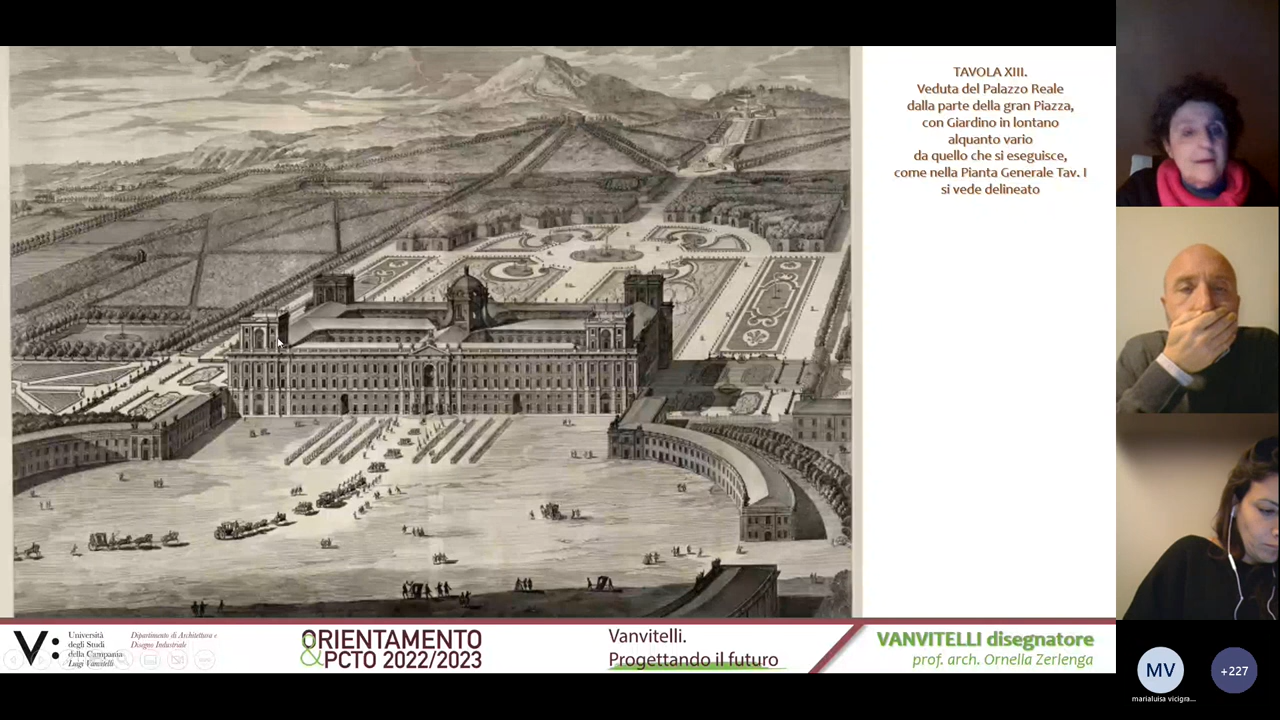 TAVOLA XIII.
Veduta del Palazzo Reale
dalla parte della gran Piazza,
con Giardino in lontano
alquanto vario
da quello che si eseguisce,
come nella Pianta Generale Tav. I
si vede delineato
V:
Università
degli Studi
della Campania
Luigi Vanvitelli
Dipartimento di Architettura e
Disegno Industriale
ORIENTAMENTO
&PCTO 2022/2023
Vanvitelli.
Progettando il futuro
VANVITELLI disegnatore
prof. arch. Ornella Zerlenga
MV
+227
marialuisa vicigra...